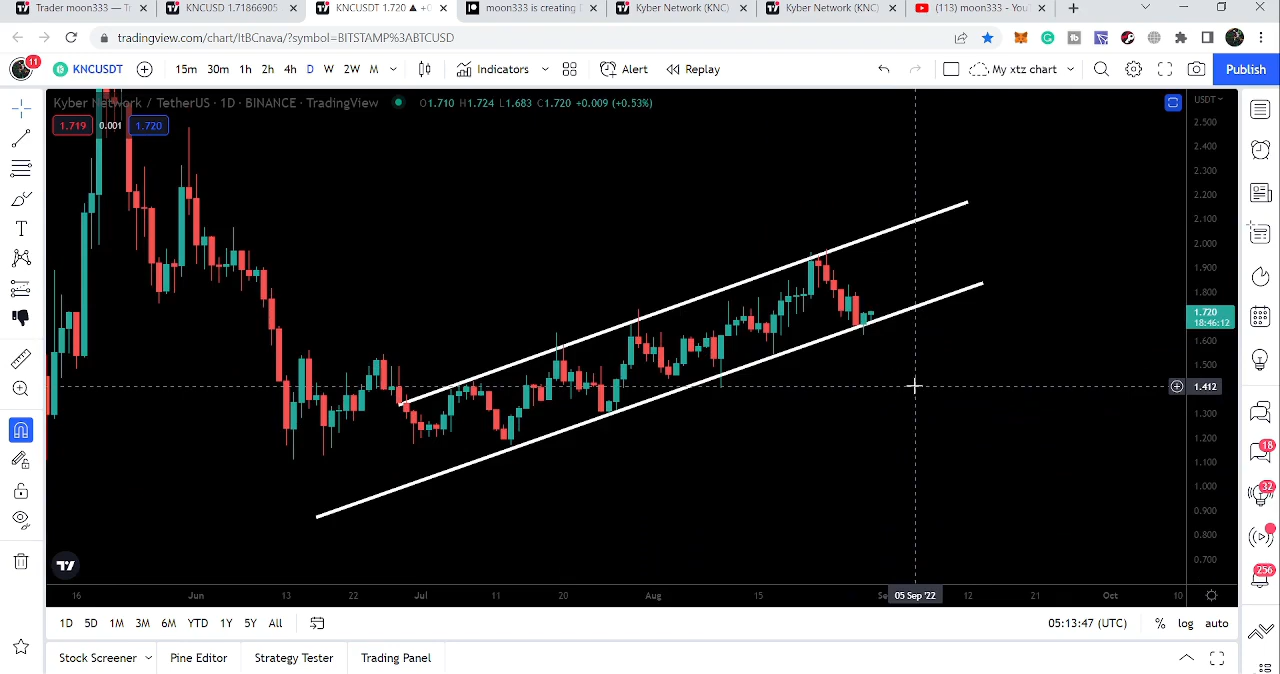 Trader moon333 —
KNCUSD 1.71866905
KNCUSDT 1.720 ▲ +0
moon333 is creating
Kyber Network (KNC)
Kyber Network (KNC)
(113) moon333 - You
tradingview.com/chart/ltBCnava/?symbol=BITSTAMP%3ABTCUSD
11
KNCUSDT
15m 30m 1h 2h 4h D W 2W M
Indicators
Alert
Replay
My xtz chart
Publish
Kyber Network / TetherUS · 1D · BINANCE · TradingView
O1.710 H1.724 L1.683 C1.720 +0.009 (+0.53%)
USDT
1.719 0.001 1.720
2.500
2.400
2.300
2.200
2.100
2.000
1.900
1.800
1.720
18:46:12
1.600
1.500
1.412
1.300
1.200
1.100
1.000
0.900
0.800
0.700
18
32
256
16 Jun 13 22 Jul 11 20 Aug 15 05 Sep '22 12 21 Oct 10
1D 5D 1M 3M 6M YTD 1Y 5Y All
05:13:47 (UTC)
% log auto
Stock Screener
Pine Editor
Strategy Tester
Trading Panel